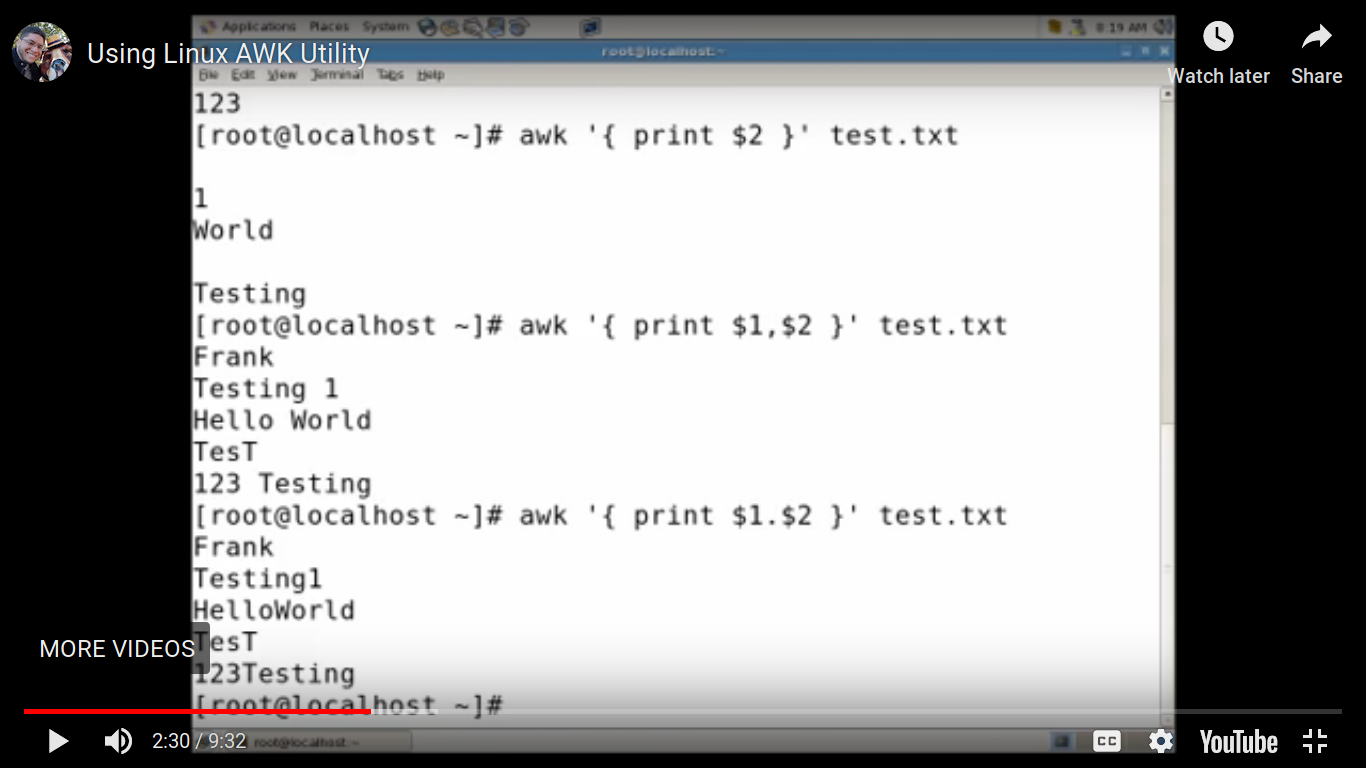 Applications Places System 8:19 AM
Using Linux AWK Utility
Watch later
Share
root@localhost:~
File Edit View Terminal Tabs Help
123
[root@localhost ~]# awk '{ print $2 }' test.txt
1
World
Testing
[root@localhost ~]# awk '{ print $1,$2 }' test.txt
Frank
Testing 1
Hello World
TesT
123 Testing
[root@localhost ~]# awk '{ print $1.$2 }' test.txt
Frank
Testing1
HelloWorld
TesT
MORE VIDEOS
123Testing
[root@localhost ~]#
2:30 / 9:32
root@localhost:~
CC
YouTube